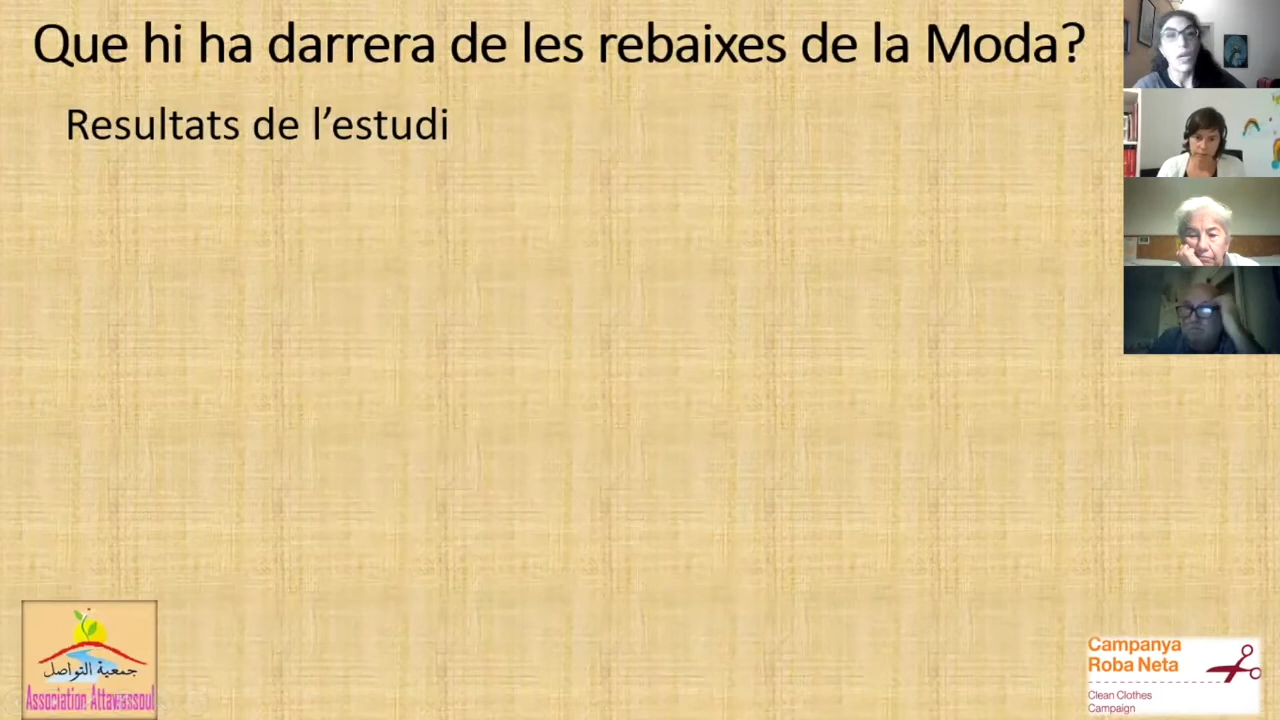 Que hi ha darrera de les rebaixes de la Moda?
Resultats de l’estudi
جمعية التواصل
Association Attawassoul
Campanya
Roba Neta
Clean Clothes
Campaign